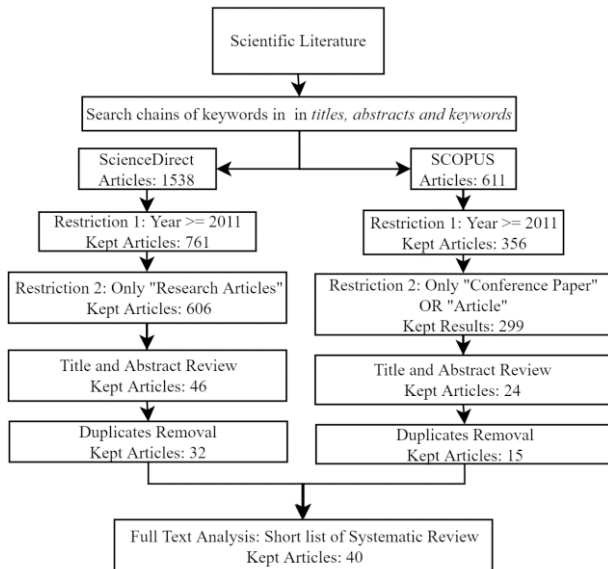 Scientific Literature
Search chains of keywords in in titles, abstracts and keywords
ScienceDirect
Articles: 1538
SCOPUS
Articles: 611
Restriction 1: Year >= 2011
Kept Articles: 761
Restriction 1: Year >= 2011
Kept Articles: 356
Restriction 2: Only "Research Articles"
Kept Articles: 606
Restriction 2: Only "Conference Paper"
OR "Article"
Kept Results: 299
Title and Abstract Review
Kept Articles: 46
Title and Abstract Review
Kept Articles: 24
Duplicates Removal
Kept Articles: 32
Duplicates Removal
Kept Articles: 15
Full Text Analysis: Short list of Systematic Review
Kept Articles: 40